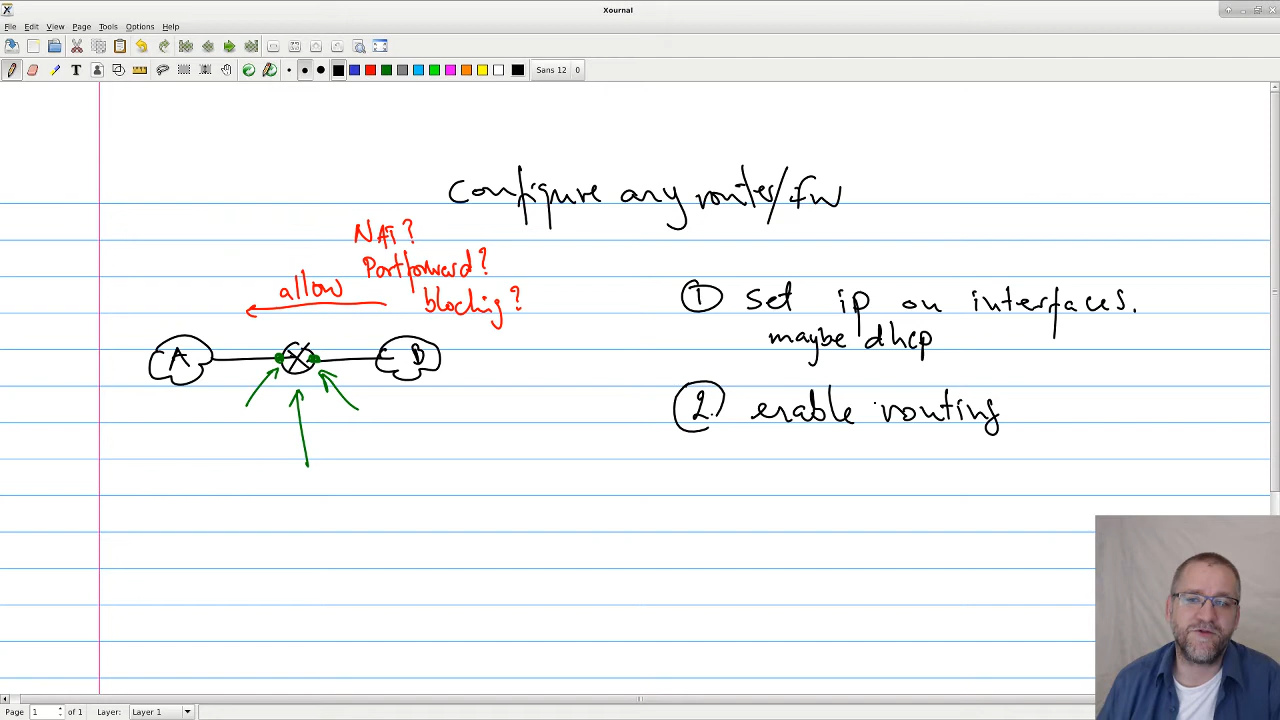 Xournal
File Edit View Page Tools Options Help
Sans 12 0
configure any router/fw
NAT?
Portforward?
allow
blocking?
1 set ip on interfaces.
maybe dhcp
A B
2. enable routing
Page 1 of 1 Layer: Layer 1